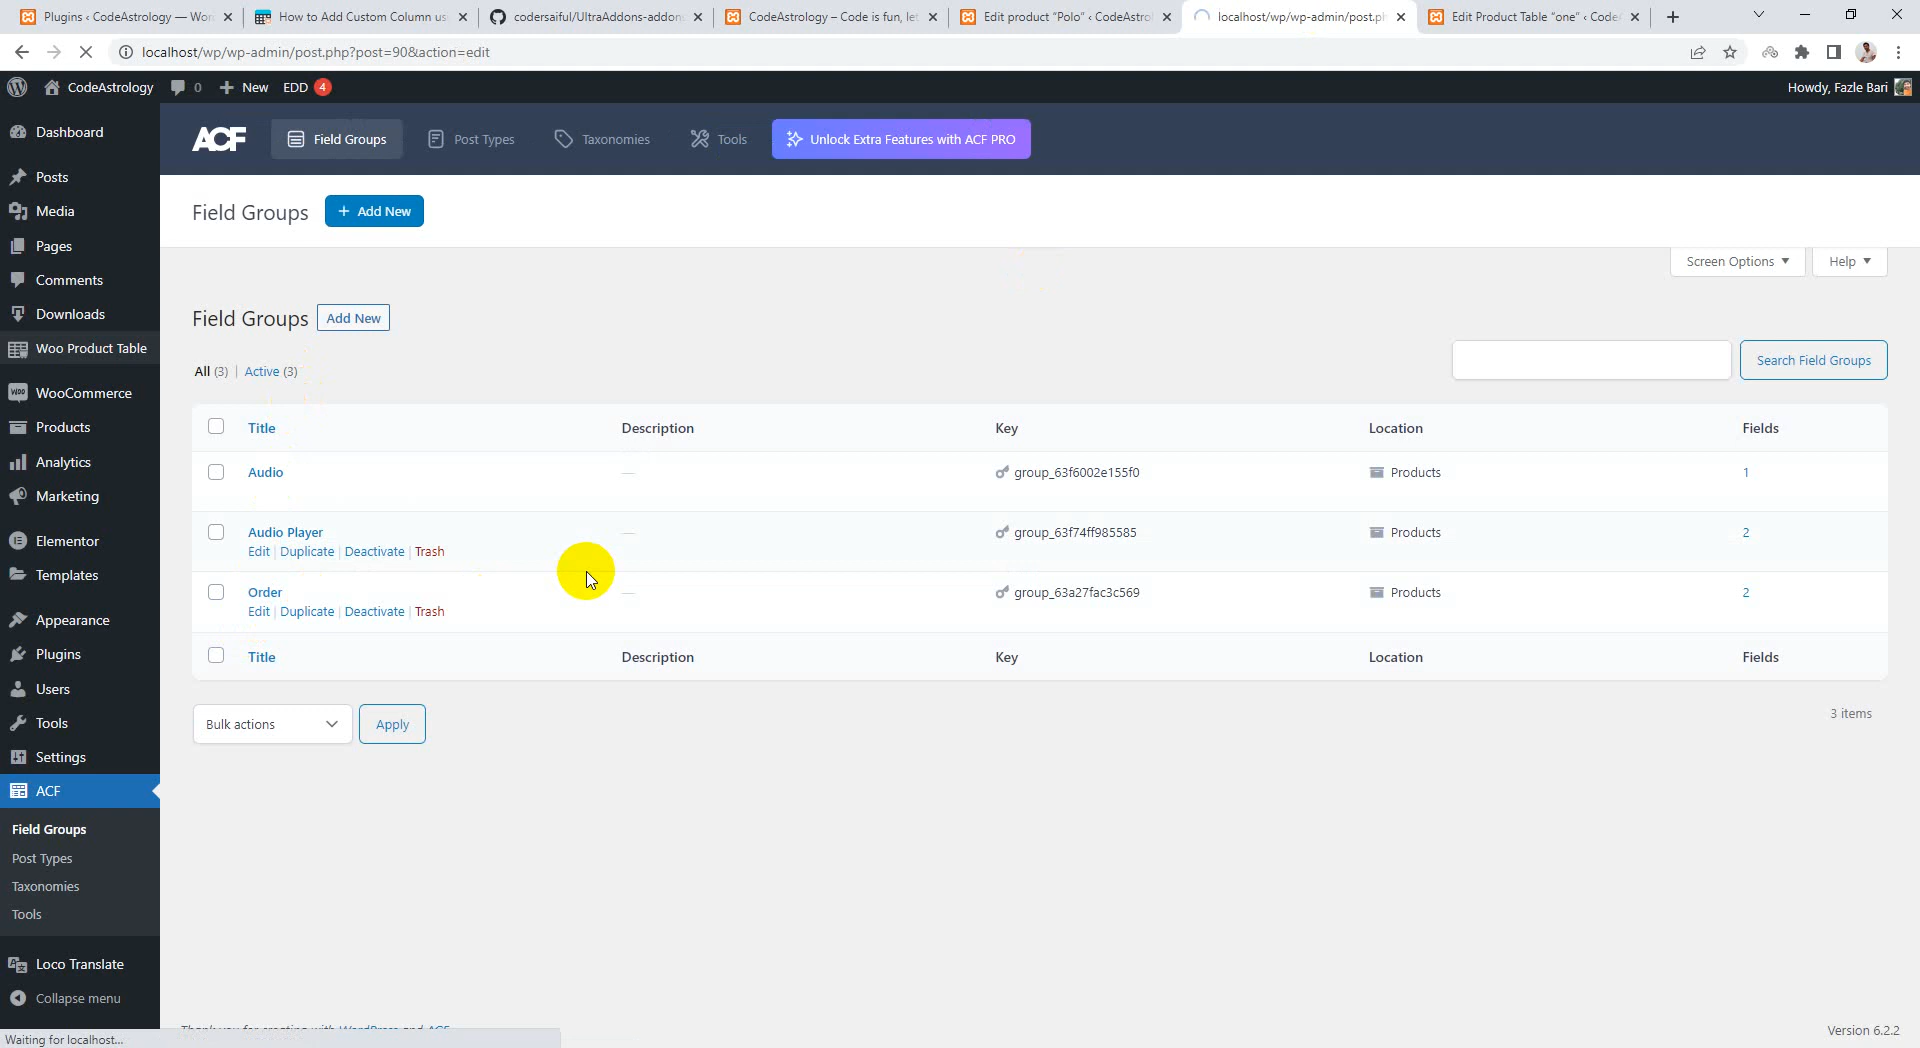 Plugins ‹ CodeAstrology — Wor
How to Add Custom Column us
codersaiful/UltraAddons-addons
CodeAstrology – Code is fun, let
Edit product “Polo” ‹ CodeAstrol
localhost/wp/wp-admin/post.ph
Edit Product Table “one” ‹ Code
localhost/wp/wp-admin/post.php?post=90&action=edit
CodeAstrology
0
New
EDD 4
Howdy, Fazle Bari
Dashboard
Posts
Media
Pages
Comments
Downloads
Woo Product Table
WooCommerce
Products
Analytics
Marketing
Elementor
Templates
Appearance
Plugins
Users
Tools
Settings
ACF
Field Groups
Post Types
Taxonomies
Tools
Loco Translate
Collapse menu
Waiting for localhost...
ACF
Field Groups
Post Types
Taxonomies
Tools
Unlock Extra Features with ACF PRO
Field Groups
+ Add New
Screen Options
Help
Field Groups
Add New
All (3) | Active (3)
Search Field Groups
Title Description Key Location Fields
Audio — group_63f6002e155f0 Products 1
Audio Player — group_63f74ff985585 Products 2
Edit | Duplicate | Deactivate | Trash
Order — group_63a27fac3c569 Products 2
Edit | Duplicate | Deactivate | Trash
Title Description Key Location Fields
Bulk actions
Apply
3 items
Thank you for creating with WordPress and ACF
Version 6.2.2